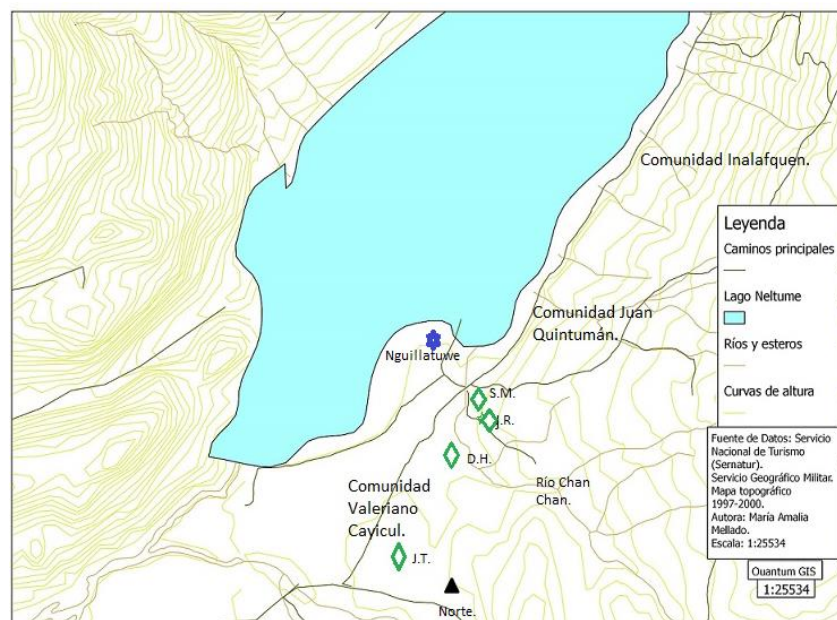 Comunidad Inalafquen.
Leyenda
Caminos principales
Lago Neltume
Ríos y esteros
Curvas de altura
Comunidad Juan
Quintumán.
Nguillatuwe
S.M.
J.R.
D.H.
Río Chan
Chan.
Comunidad
Valeriano
Cayicul.
J.T.
Norte.
Fuente de Datos: Servicio
Nacional de Turismo
(Sernatur).
Servicio Geográfico Militar.
Mapa topográfico
1997-2000.
Autora: María Amalia
Mellado.
Escala: 1:25534
Quantum GIS
1:25534